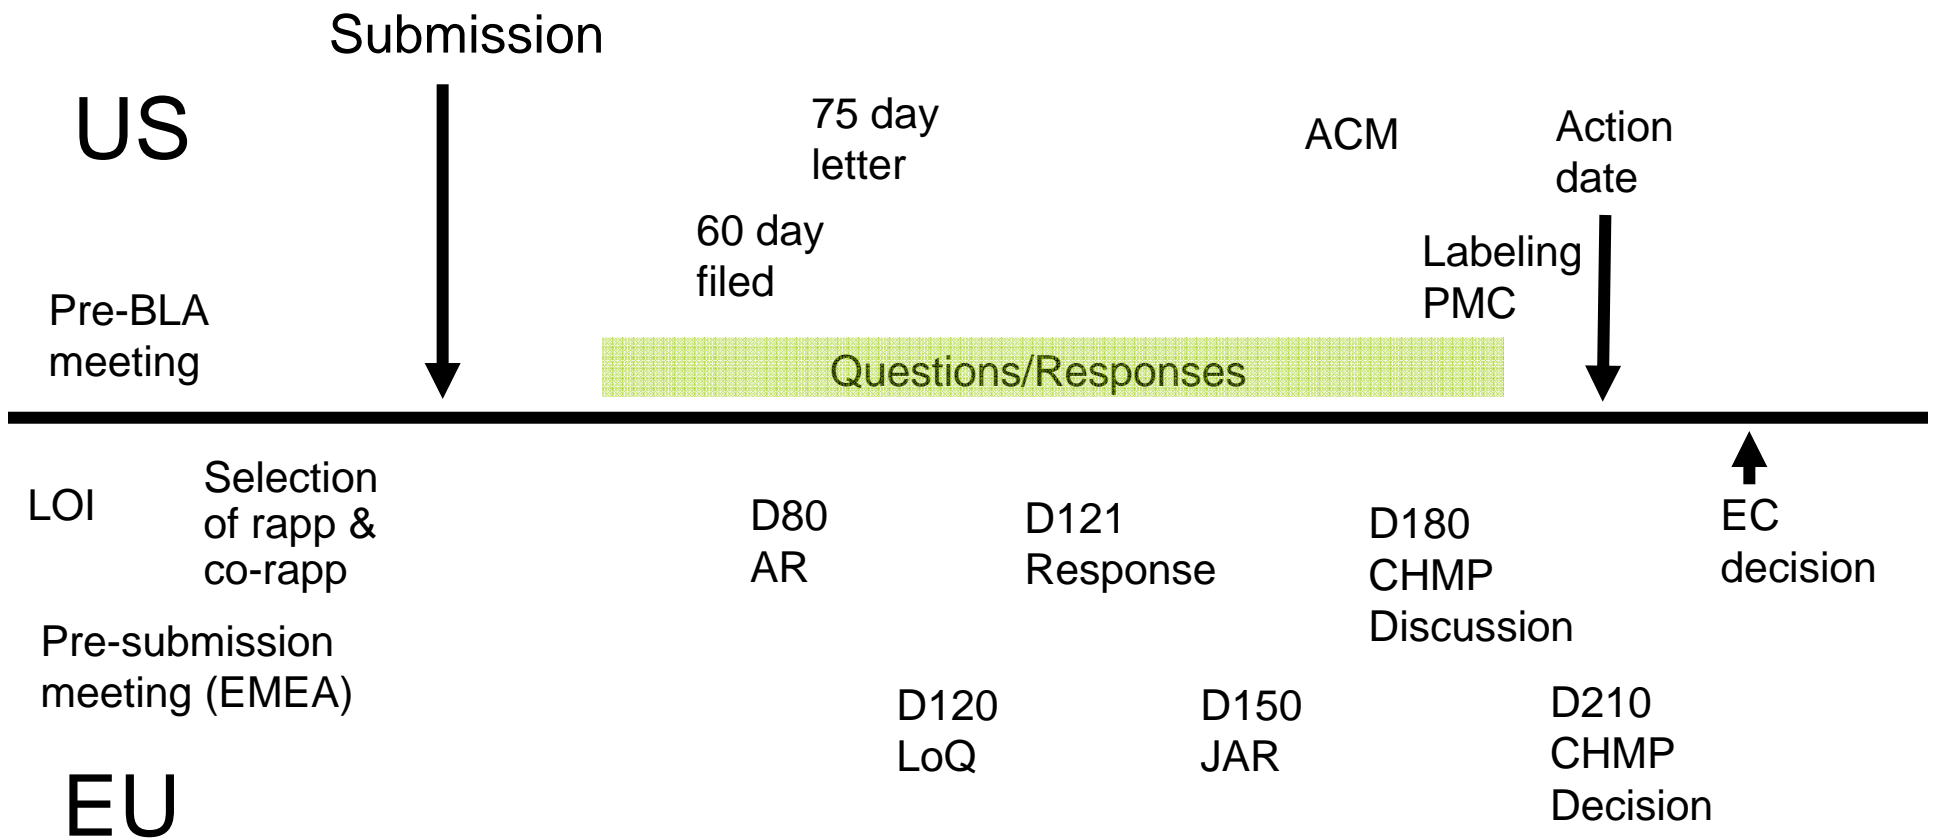 Submission
US
75 day
letter
ACM
Action
date
60 day
filed
Labeling
PMC
Pre-BLA
meeting
Questions/Responses
LOI
Selection
of rapp &
co-rapp
D80
AR
D121
Response
D180
CHMP
Discussion
EC
decision
Pre-submission
meeting (EMEA)
D120
LoQ
D150
JAR
D210
CHMP
Decision
EU